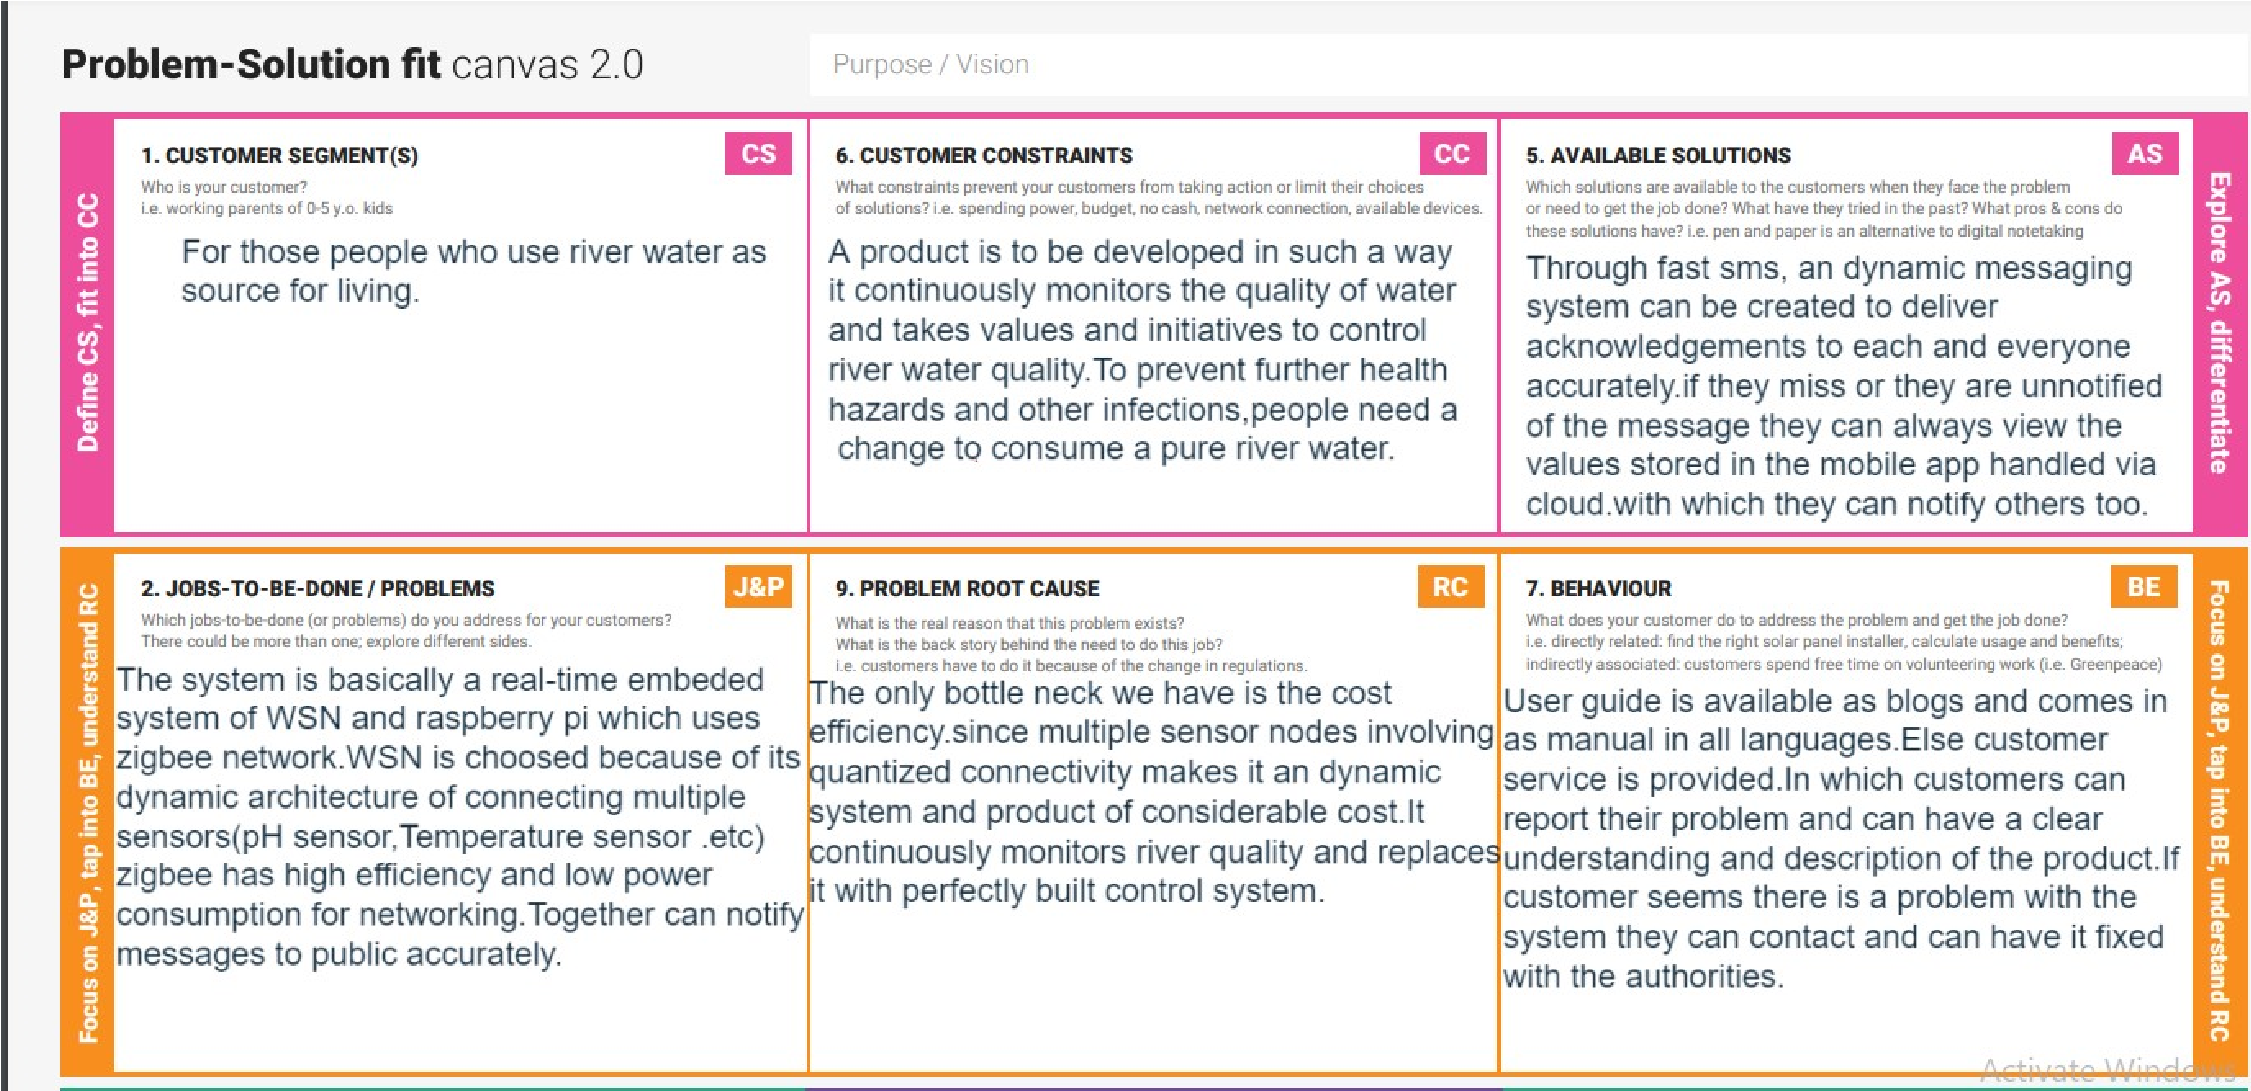 Problem-Solution fit canvas 2.0
Purpose / Vision
Define CS, fit into CC
1. CUSTOMER SEGMENT(S)
CS
Who is your customer?
i.e. working parents of 0-5 y.o. kids
For those people who use river water as
source for living.
6. CUSTOMER CONSTRAINTS
CC
What constraints prevent your customers from taking action or limit their choices
of solutions? i.e. spending power, budget, no cash, network connection, available devices.
A product is to be developed in such a way
it continuously monitors the quality of water
and takes values and initiatives to control
river water quality.To prevent further health
hazards and other infections,people need a
change to consume a pure river water.
5. AVAILABLE SOLUTIONS
AS
Which solutions are available to the customers when they face the problem
or need to get the job done? What have they tried in the past? What pros & cons do
these solutions have? i.e. pen and paper is an alternative to digital notetaking
Through fast sms, an dynamic messaging
system can be created to deliver
acknowledgements to each and everyone
accurately.if they miss or they are unnotified
of the message they can always view the
values stored in the mobile app handled via
cloud.with which they can notify others too.
Explore AS, differentiate
Focus on J&P, tap into BE, understand RC
2. JOBS-TO-BE-DONE / PROBLEMS
J&P
Which jobs-to-be-done (or problems) do you address for your customers?
There could be more than one; explore different sides.
The system is basically a real-time embeded
system of WSN and raspberry pi which uses
zigbee network.WSN is choosed because of its
dynamic architecture of connecting multiple
sensors(pH sensor,Temperature sensor .etc)
zigbee has high efficiency and low power
consumption for networking.Together can notify
messages to public accurately.
9. PROBLEM ROOT CAUSE
RC
What is the real reason that this problem exists?
What is the back story behind the need to do this job?
i.e. customers have to do it because of the change in regulations.
The only bottle neck we have is the cost
efficiency.since multiple sensor nodes involving
quantized connectivity makes it an dynamic
system and product of considerable cost.It
continuously monitors river quality and replaces
it with perfectly built control system.
7. BEHAVIOUR
BE
What does your customer do to address the problem and get the job done?
i.e. directly related: find the right solar panel installer, calculate usage and benefits;
indirectly associated: customers spend free time on volunteering work (i.e. Greenpeace)
User guide is available as blogs and comes in
as manual in all languages.Else customer
service is provided.In which customers can
report their problem and can have a clear
understanding and description of the product.If
customer seems there is a problem with the
system they can contact and can have it fixed
with the authorities.
Focus on J&P, tap into BE, understand RC
Activate Windows